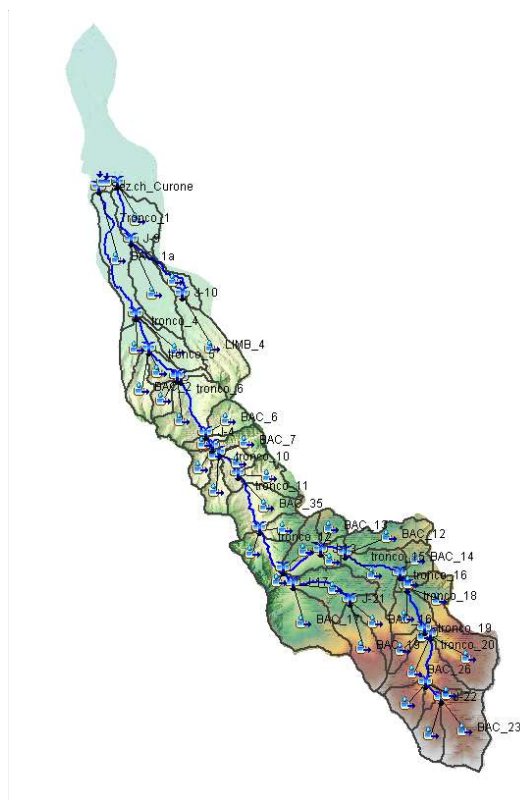 Sez.ch_Curone
Tronco_1
J-9
BAC_1a
J-10
tronco_4
LIMB_4
tronco_5
tronco_6
BAC_2
BAC_6
J-4
BAC_7
tronco_10
tronco_11
BAC_35
BAC_13
BAC_12
tronco_12
tronco_15
BAC_14
tronco_16
J-17
J-21
tronco_18
BAC_17
BAC_16
tronco_19
BAC_19
tronco_20
BAC_26
J-22
BAC_23